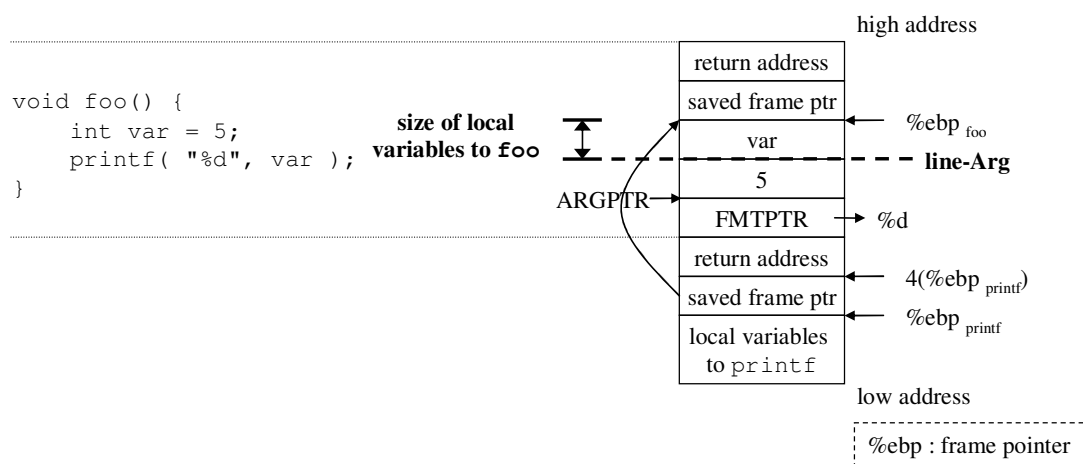 high address
return address
void foo() {
saved frame ptr
int var = 5;
size of local
%ebp foo
printf( "%d", var );
variables to foo
var
line-Arg
}
5
ARGPTR
FMTPTR
%d
return address
4(%ebp printf)
saved frame ptr
%ebp printf
local variables
to printf
low address
%ebp : frame pointer